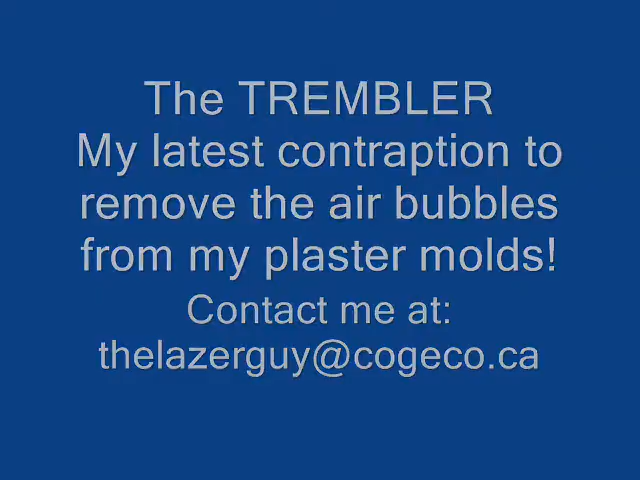 The TREMBLER
My latest contraption to
remove the air bubbles
from my plaster molds!
Contact me at:
thelazerguy@cogeco.ca